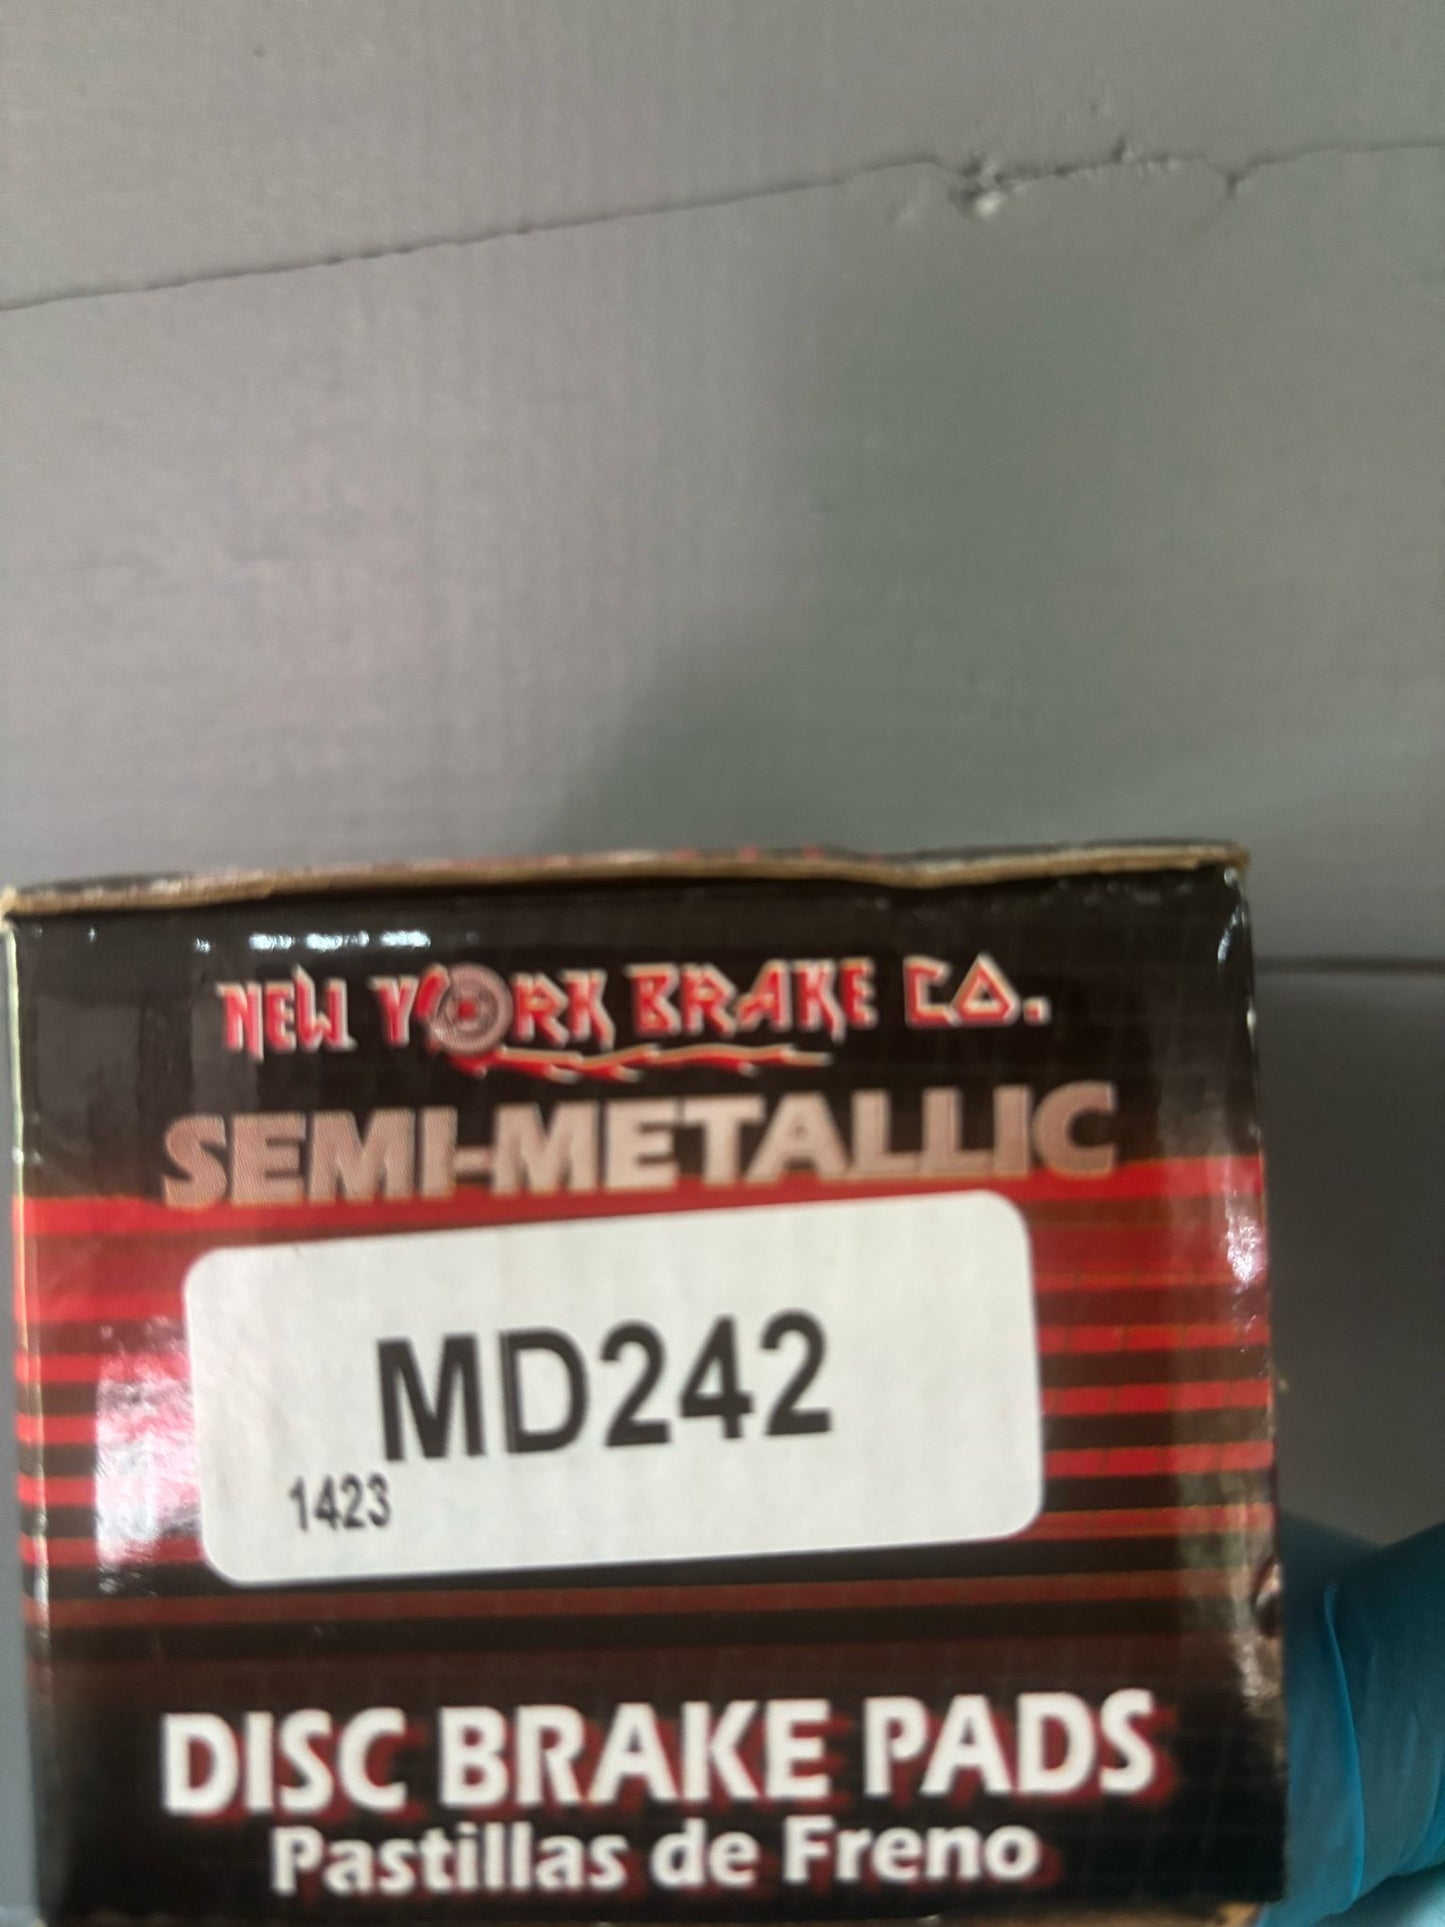 NEW YORK BRAKE CO.
SEMI-METALLIC
MD242
1423
DISC BRAKE PADS
Pastillas de Freno